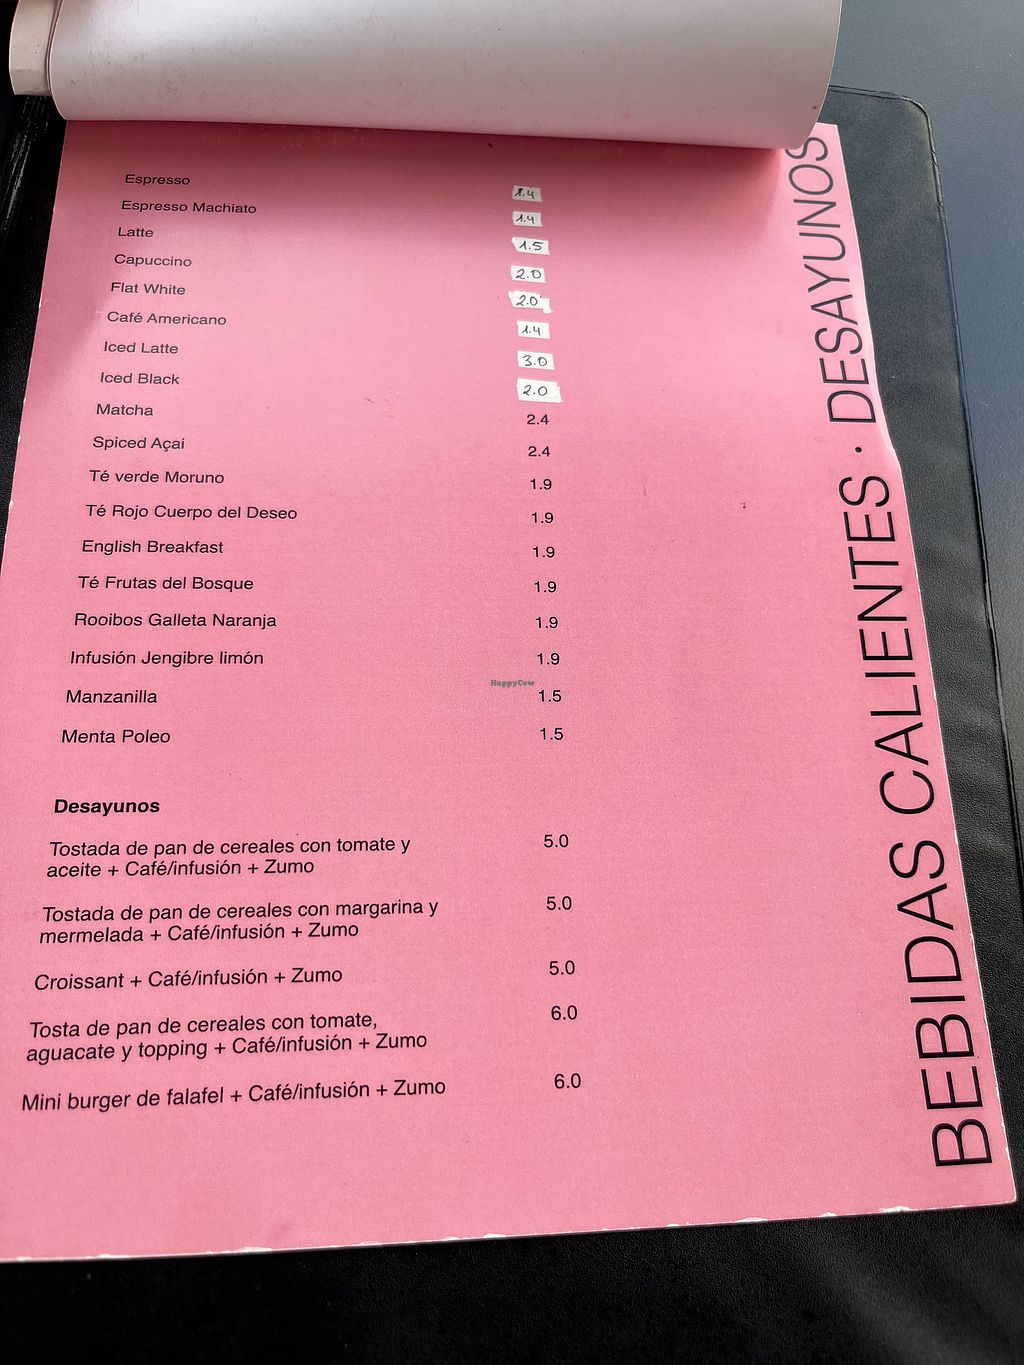 Espresso 1.4
Espresso Machiato 1.4
Latte 1.5
Capuccino 2.0
Flat White 2.0
Café Americano 1.4
Iced Latte 3.0
Iced Black 2.0
Matcha 2.4
Spiced Açai 2.4
Té verde Moruno 1.9
Té Rojo Cuerpo del Deseo 1.9
English Breakfast 1.9
Té Frutas del Bosque 1.9
Rooibos Galleta Naranja 1.9
Infusión Jengibre limón 1.9
HappyCow
Manzanilla 1.5
Menta Poleo 1.5
Desayunos
Tostada de pan de cereales con tomate y 5.0
aceite + Café/infusión + Zumo
Tostada de pan de cereales con margarina y 5.0
mermelada + Café/infusión + Zumo
Croissant + Café/infusión + Zumo 5.0
Tosta de pan de cereales con tomate, 6.0
aguacate y topping + Café/infusión + Zumo
Mini burger de falafel + Café/infusión + Zumo 6.0
BEBIDAS CALIENTES · DESAYUNOS